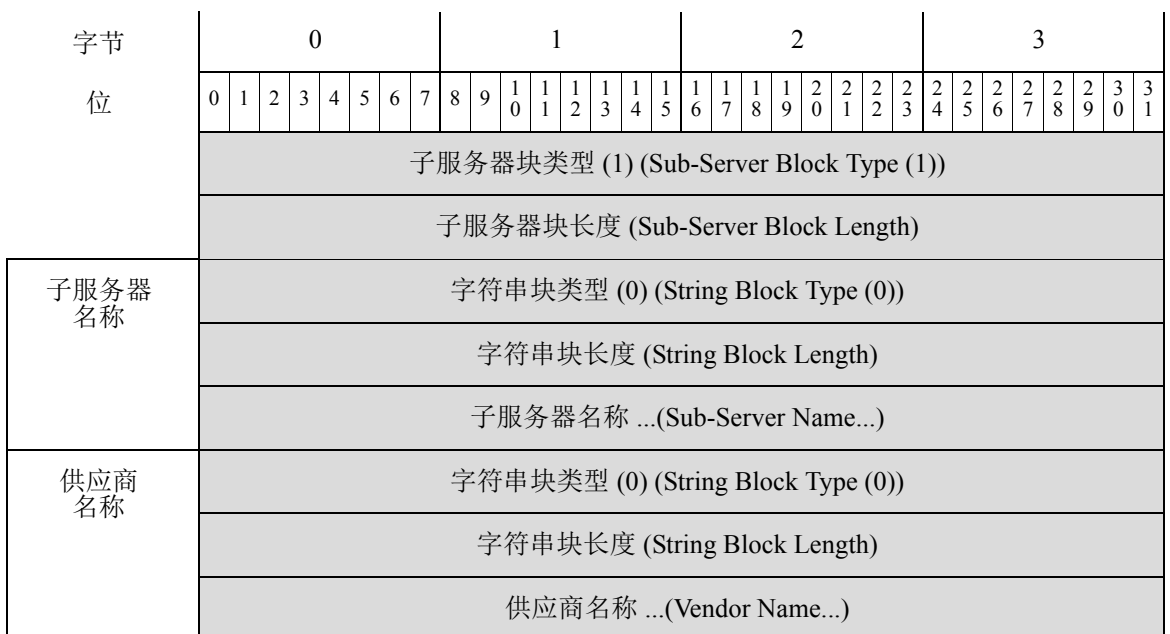 字节 0 1 2 3
位 0 1 2 3 4 5 6 7 8 9 10 11 12 13 14 15 16 17 18 19 20 21 22 23 24 25 26 27 28 29 30 31
子服务器块类型 (1) (Sub-Server Block Type (1))
子服务器块长度 (Sub-Server Block Length)
子服务器
名称
字符串块类型 (0) (String Block Type (0))
字符串块长度 (String Block Length)
子服务器名称 ...(Sub-Server Name...)
供应商
名称
字符串块类型 (0) (String Block Type (0))
字符串块长度 (String Block Length)
供应商名称 ...(Vendor Name...)